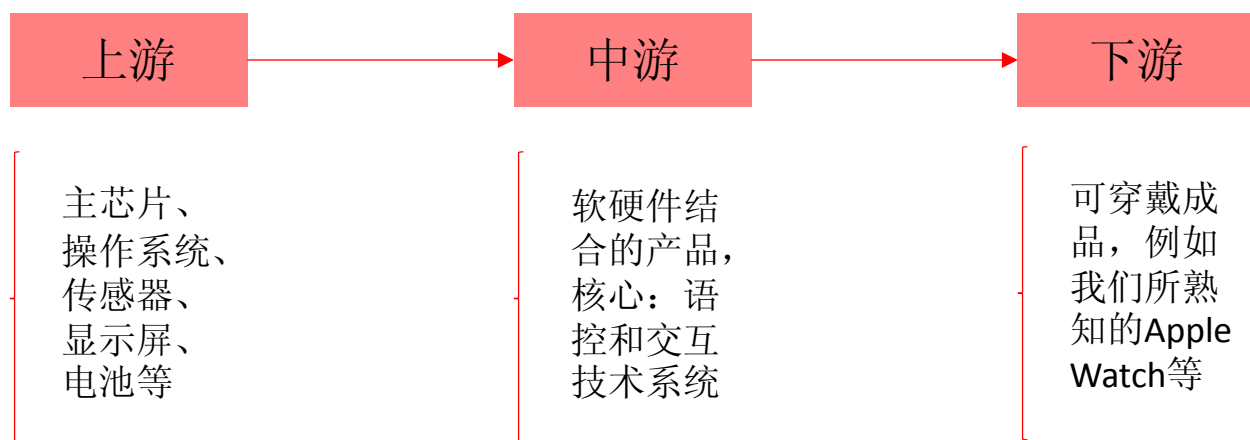 上游
中游
下游
主芯片、
操作系统、
传感器、
显示屏、
电池等
软硬件结
合的产品，
核心：语
控和交互
技术系统
可穿戴成
品，例如
我们所熟
知的Apple
Watch等